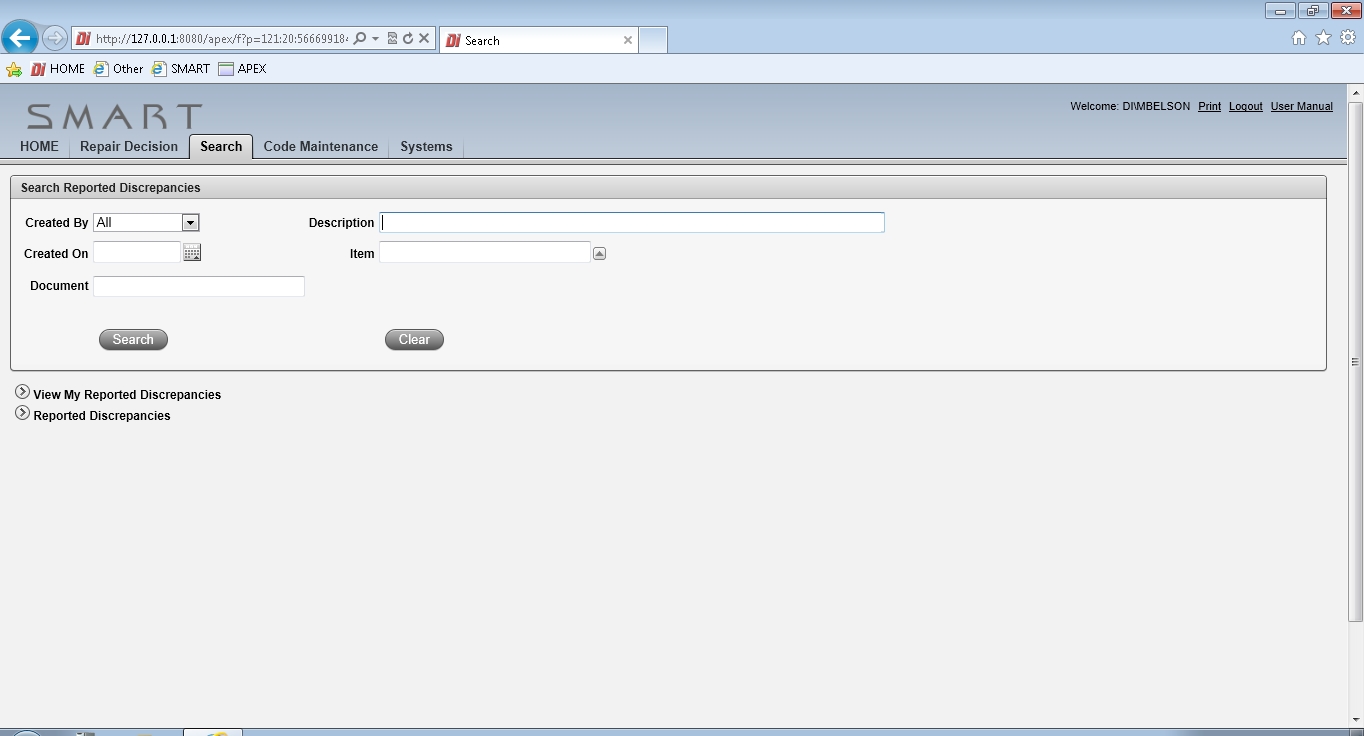 http://127.0.0.1:8080/apex/f?p=121:20:56669918
Search
HOME Other SMART APEX
SMART
Welcome: DI\MBELSON Print Logout User Manual
HOME Repair Decision Search Code Maintenance Systems
Search Reported Discrepancies
Created By All Description
Created On Item
Document
Search Clear
View My Reported Discrepancies
Reported Discrepancies